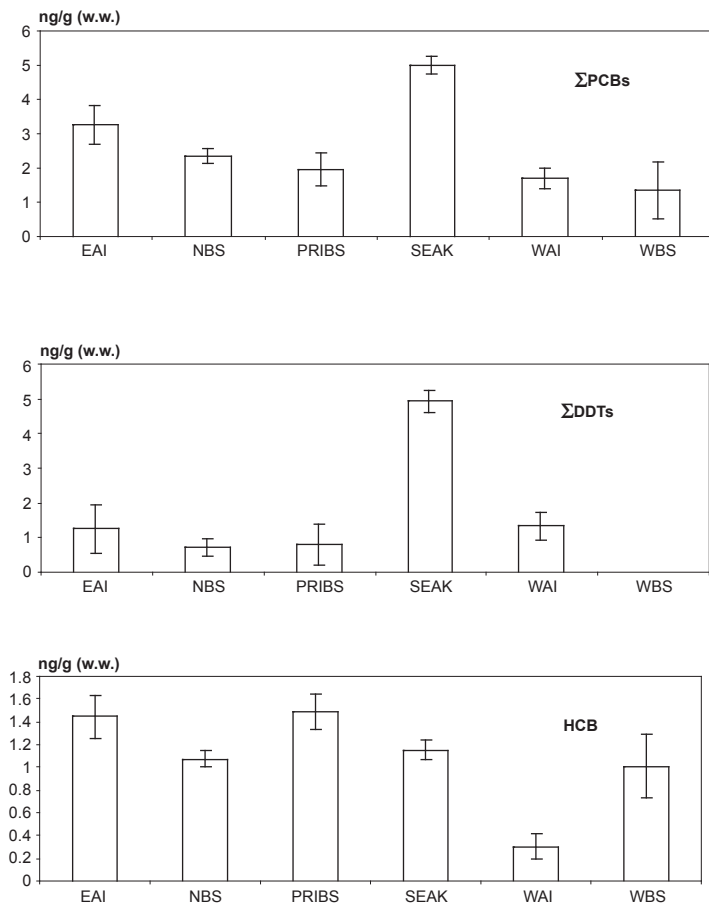 ng/g (w.w.)
6
5
4
3
2
1
0
ΣPCBs
EAI NBS PRIBS SEAK WAI WBS
ng/g (w.w.)
6
5
4
3
2
1
0
ΣDDTs
EAI NBS PRIBS SEAK WAI WBS
ng/g (w.w.)
1.8
1.6
1.4
1.2
1
0.8
0.6
0.4
0.2
0
HCB
EAI NBS PRIBS SEAK WAI WBS